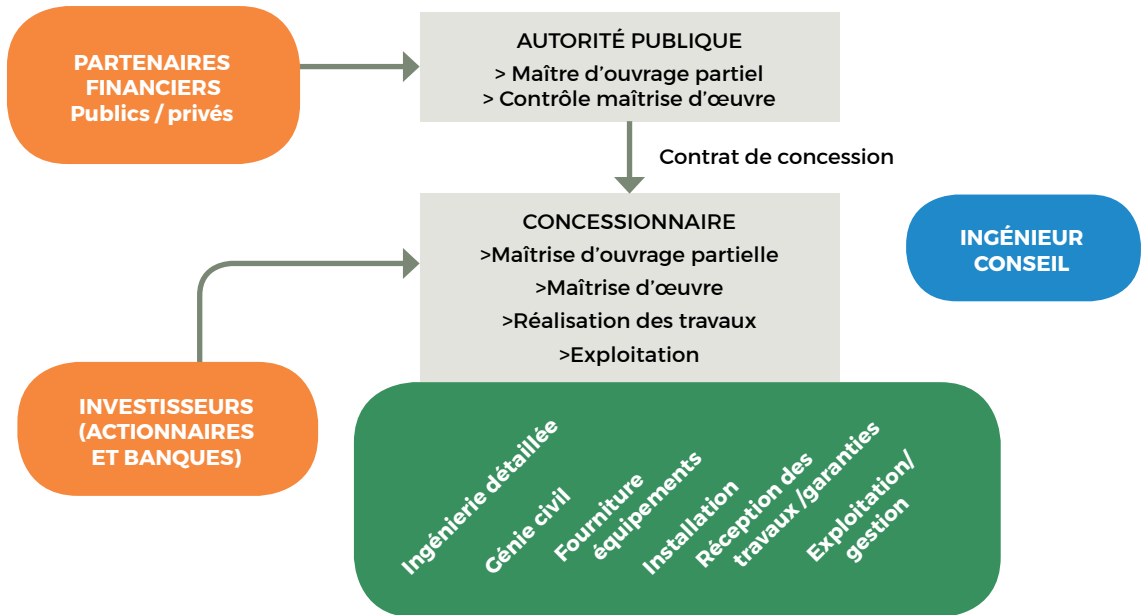 PARTENAIRES
FINANCIERS
Publics / privés
AUTORITÉ PUBLIQUE
> Maître d’ouvrage partiel
> Contrôle maîtrise d’œuvre
Contrat de concession
CONCESSIONNAIRE
>Maîtrise d’ouvrage partielle
>Maîtrise d’œuvre
>Réalisation des travaux
>Exploitation
INGÉNIEUR
CONSEIL
INVESTISSEURS
(ACTIONNAIRES
ET BANQUES)
Ingénierie détaillée
Génie civil
Fourniture
équipements
Installation
Réception des
travaux /garanties
Exploitation/
gestion